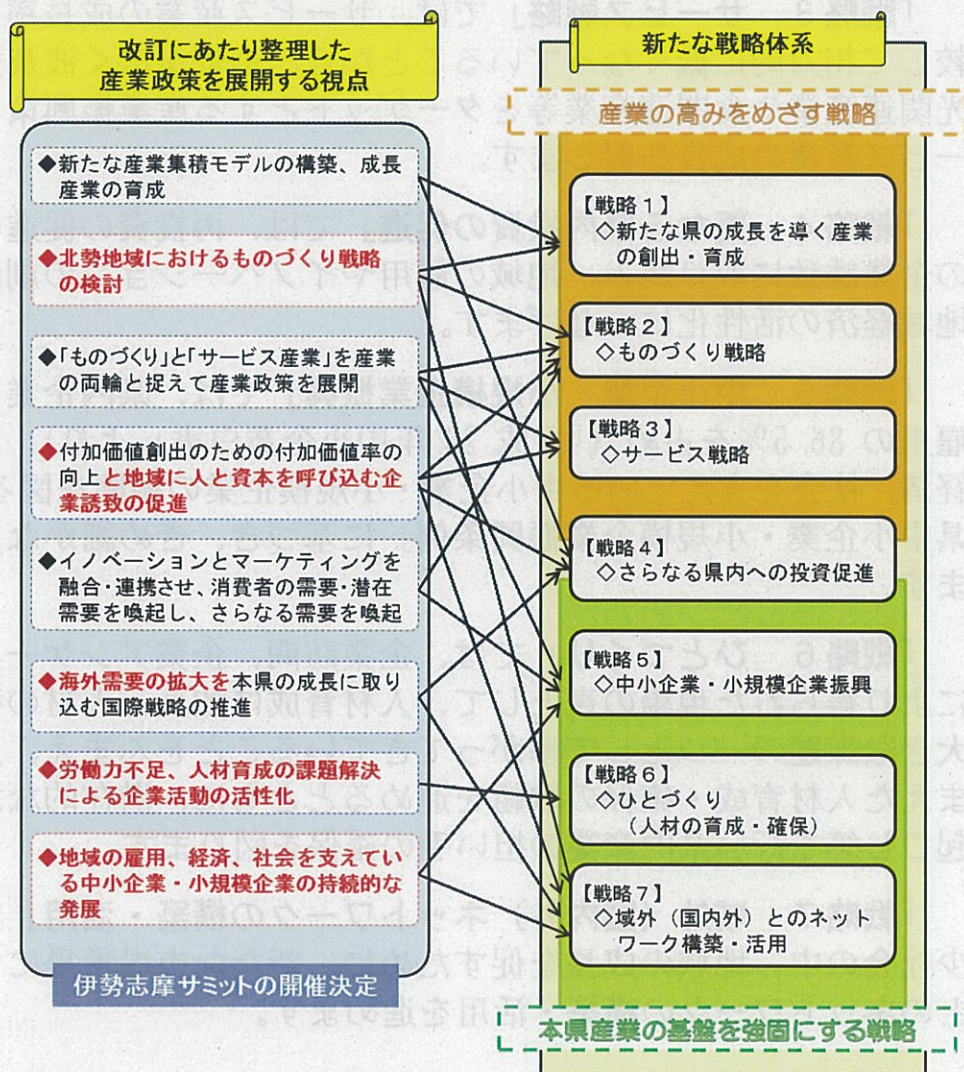 改訂にあたり整理した
産業政策を展開する視点
◆新たな産業集積モデルの構築、成長
産業の育成
◆北勢地域におけるものづくり戦略
の検討
◆「ものづくり」と「サービス産業」を産業
の両輪と捉えて産業政策を展開
◆付加価値創出のための付加価値率の
向上と地域に人と資本を呼び込む企
業誘致の促進
◆イノベーションとマーケティングを
融合・連携させ、消費者の需要・潜在
需要を喚起し、さらなる需要を喚起
◆海外需要の拡大を本県の成長に取り
込む国際戦略の推進
◆労働力不足、人材育成の課題解決
による企業活動の活性化
◆地域の雇用、経済、社会を支えてい
る中小企業・小規模企業の持続的な
発展
伊勢志摩サミットの開催決定
新たな戦略体系
産業の高みをめざす戦略
【戦略1】
◇新たな県の成長を導く産業
の創出・育成
【戦略2】
◇ものづくり戦略
【戦略3】
◇サービス戦略
【戦略4】
◇さらなる県内への投資促進
【戦略5】
◇中小企業・小規模企業振興
【戦略6】
◇ひとづくり
（人材の育成・確保）
【戦略7】
◇域外（国内外）とのネット
ワーク構築・活用
本県産業の基盤を強固にする戦略